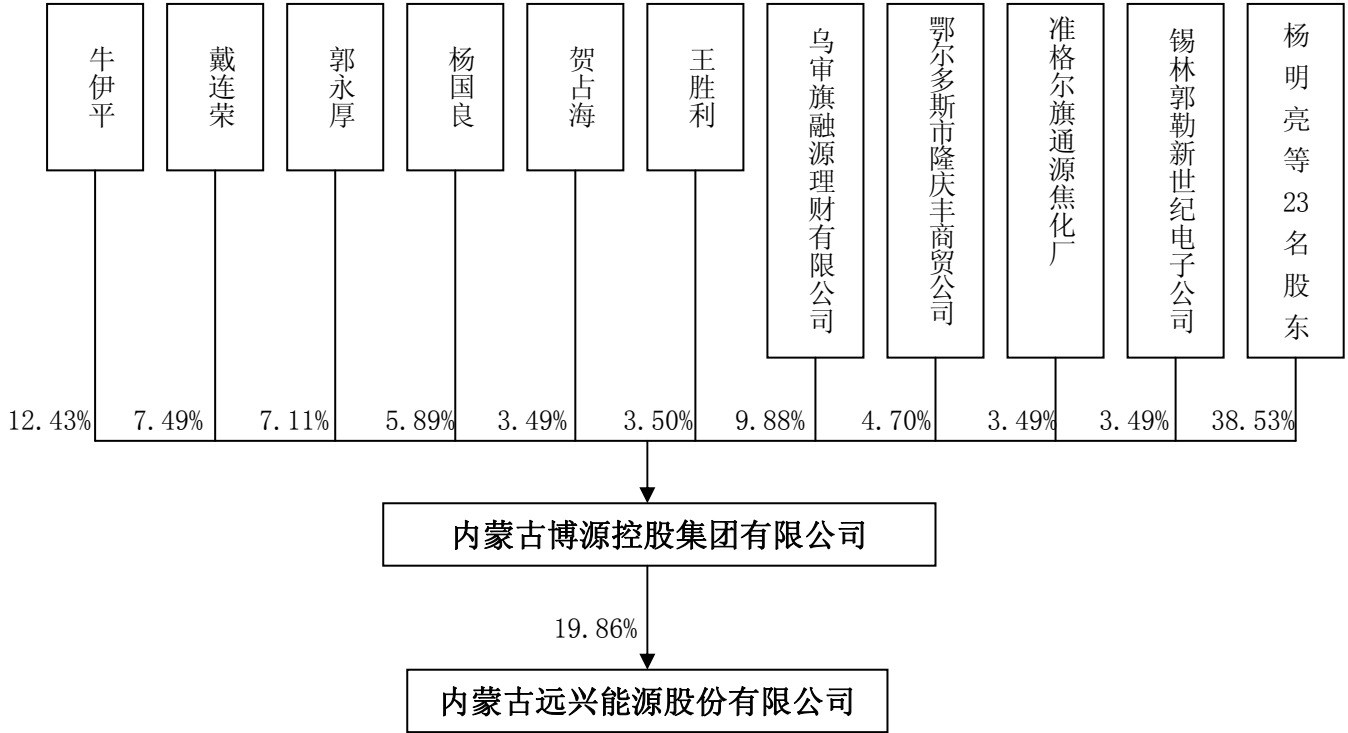 牛伊平
戴连荣
郭永厚
杨国良
贺占海
王胜利
乌审旗融源理财有限公司
鄂尔多斯市隆庆丰商贸公司
准格尔旗通源焦化厂
锡林郭勒新世纪电子公司
杨明亮等23名股东
12.43%
7.49%
7.11%
5.89%
3.49%
3.50%
9.88%
4.70%
3.49%
3.49%
38.53%
内蒙古博源控股集团有限公司
19.86%
内蒙古远兴能源股份有限公司